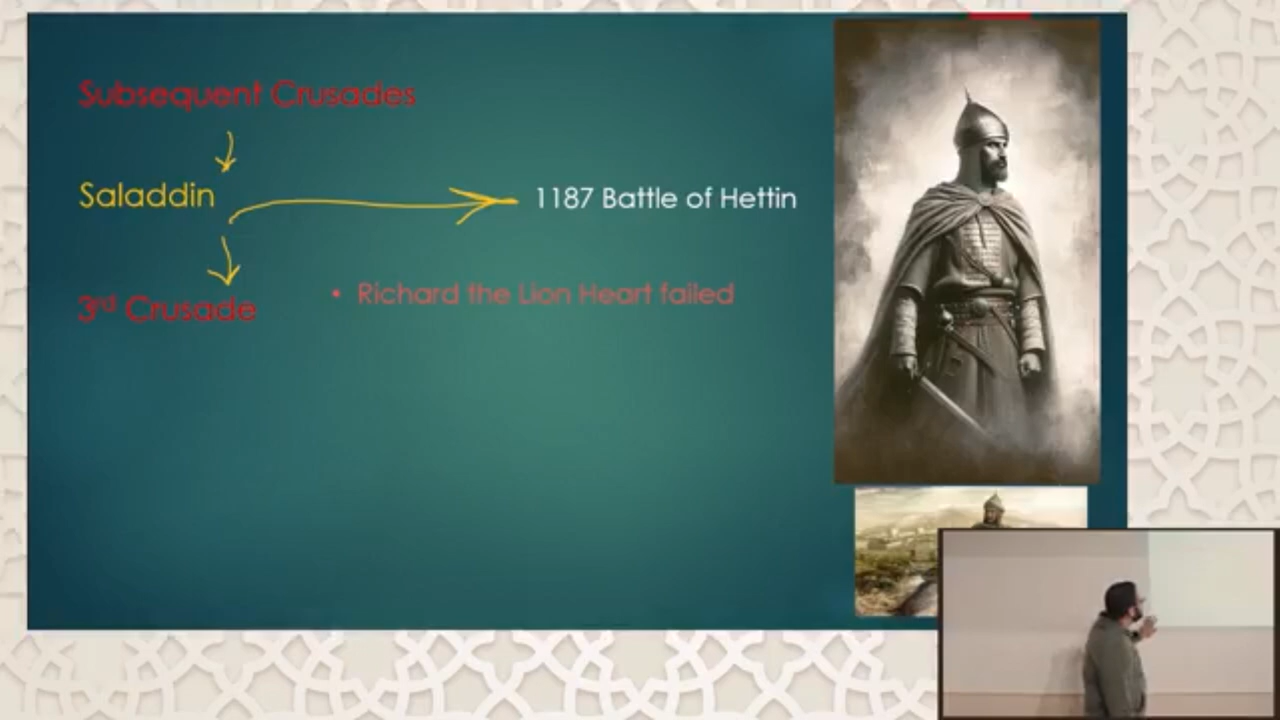 Subsequent Crusades
Saladdin
1187 Battle of Hettin
• Richard the Lion Heart failed
3rd Crusade